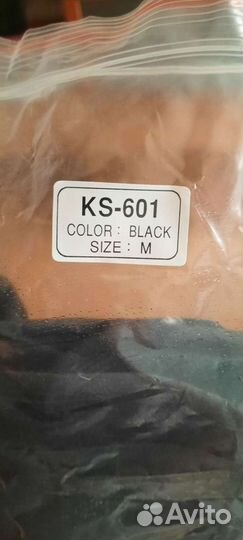 KS-601
COLOR : BLACK
SIZE : M
Avito